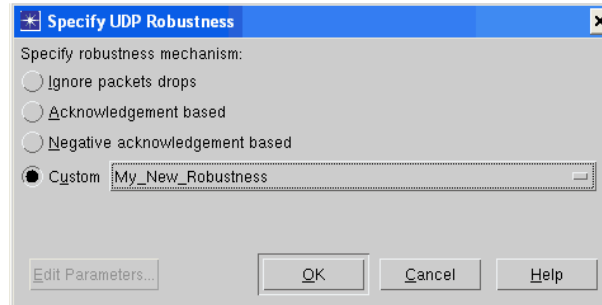 Specify UDP Robustness
Specify robustness mechanism:
Ignore packets drops
Acknowledgement based
Negative acknowledgement based
Custom My_New_Robustness
Edit Parameters... OK Cancel Help